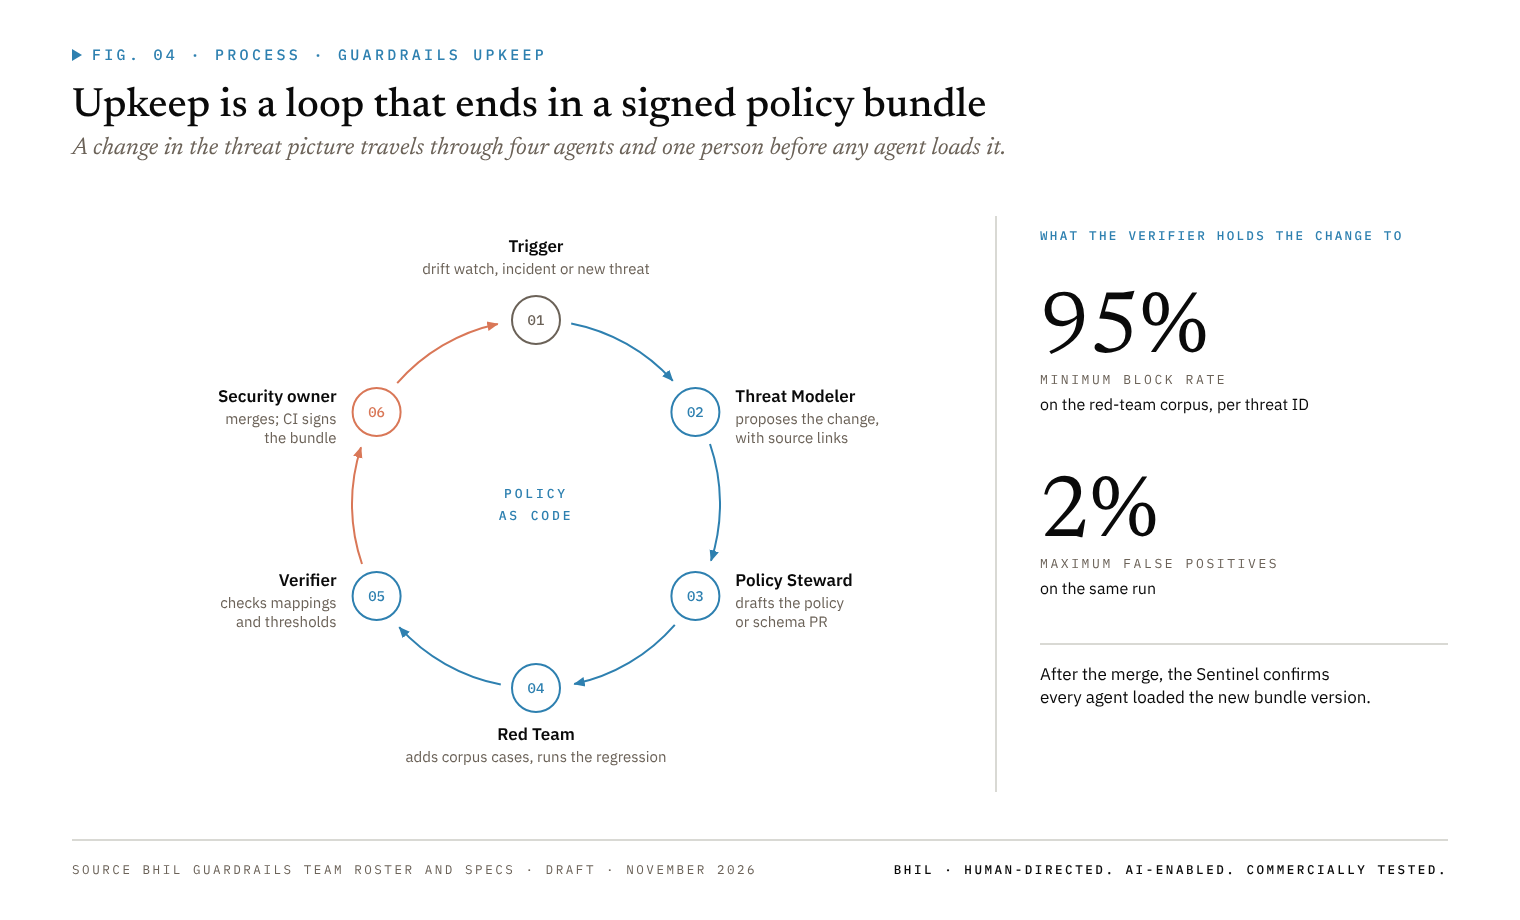 FIG. 04 · PROCESS · GUARDRAILS UPKEEP
Upkeep is a loop that ends in a signed policy bundle
A change in the threat picture travels through four agents and one person before any agent loads it.
Trigger
drift watch, incident or new threat
01
Threat Modeler
proposes the change,
with source links
02
Policy Steward
drafts the policy
or schema PR
03
04
Red Team
adds corpus cases, runs the regression
Verifier
checks mappings
and thresholds
05
Security owner
merges; CI signs
the bundle
06
POLICY
AS CODE
WHAT THE VERIFIER HOLDS THE CHANGE TO
95%
MINIMUM BLOCK RATE
on the red-team corpus, per threat ID
2%
MAXIMUM FALSE POSITIVES
on the same run
After the merge, the Sentinel confirms
every agent loaded the new bundle version.
SOURCE BHIL GUARDRAILS TEAM ROSTER AND SPECS · DRAFT · NOVEMBER 2026
BHIL · HUMAN-DIRECTED. AI-ENABLED. COMMERCIALLY TESTED.